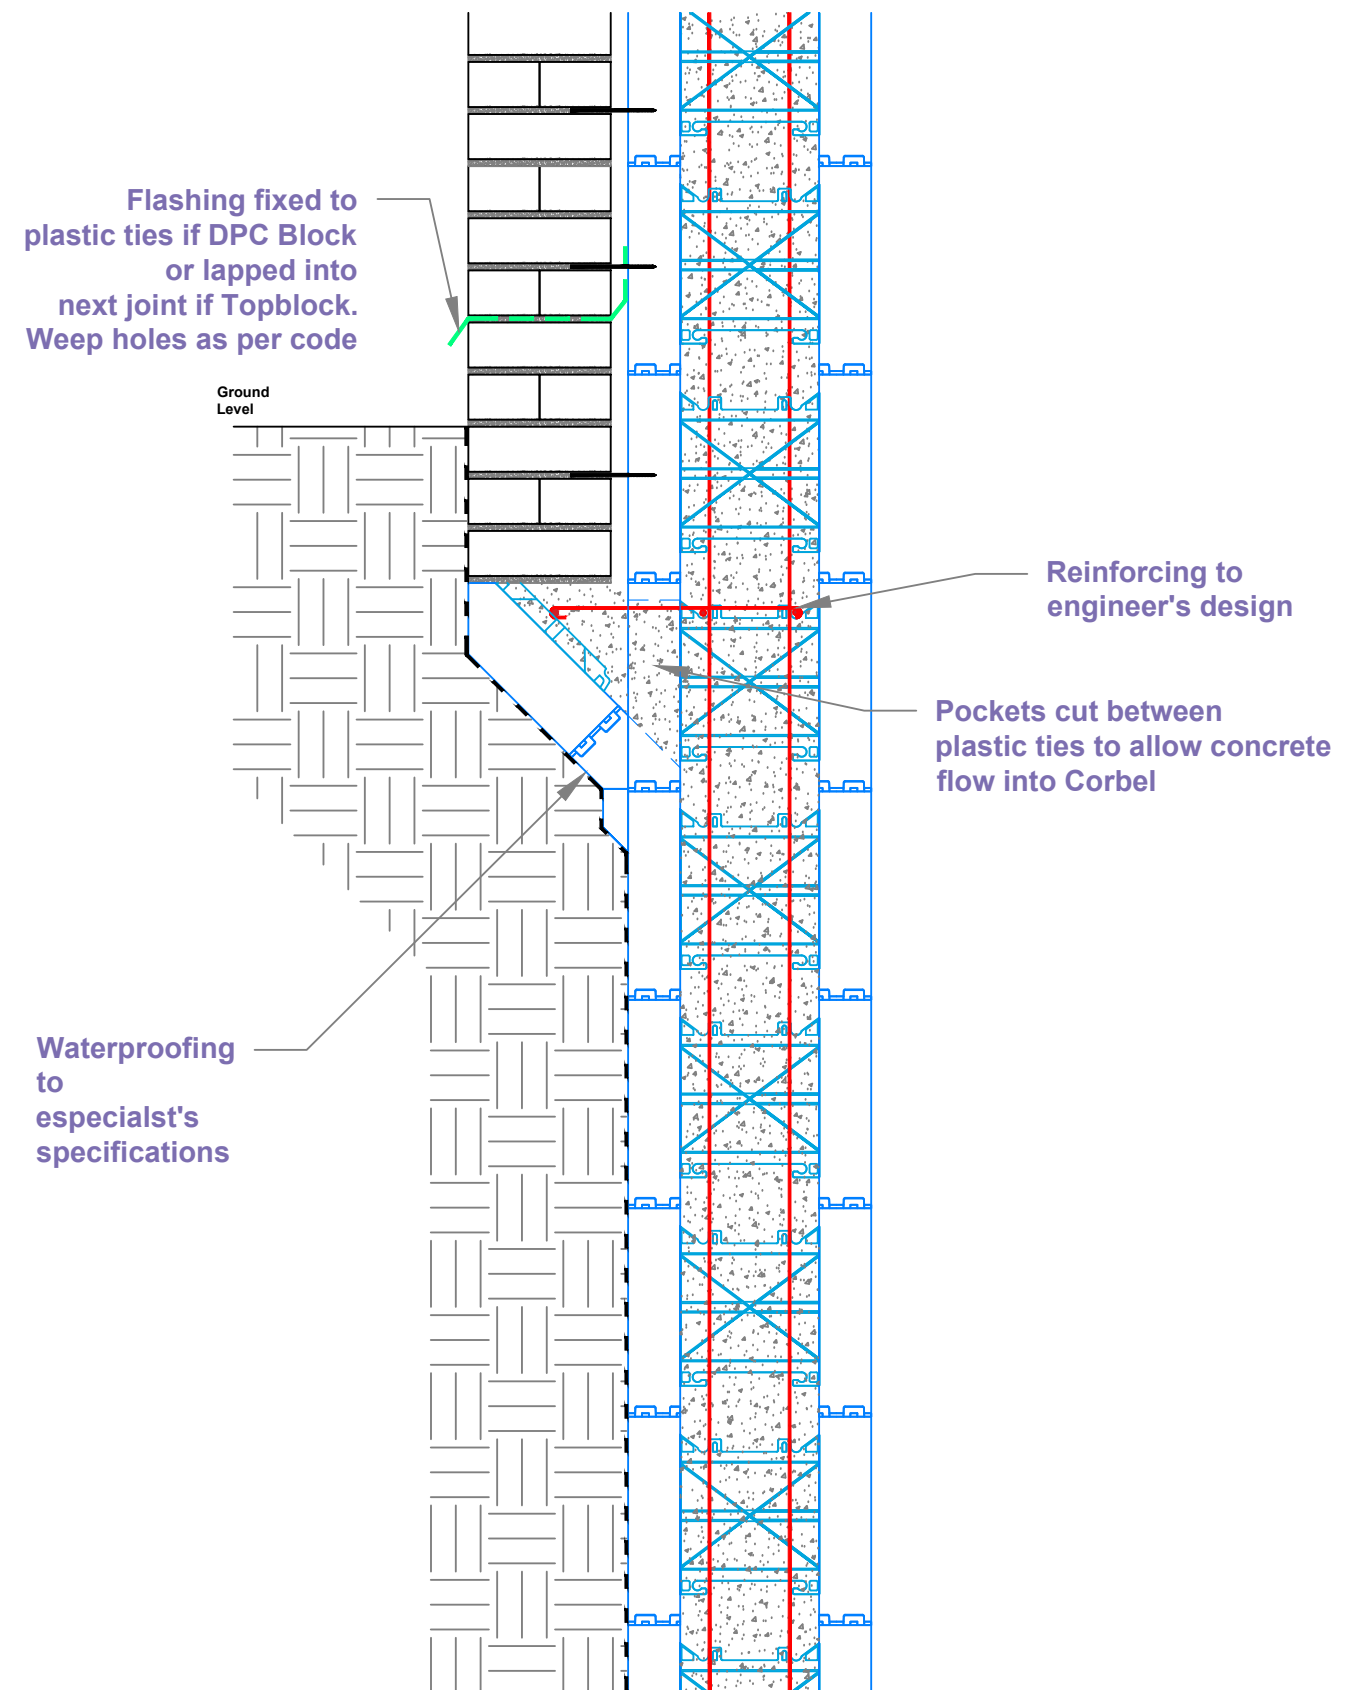 Flashing fixed to
plastic ties if DPC Block
or lapped into
next joint if Topblock.
Weep holes as per code
Ground
Level
Reinforcing to
engineer's design
Pockets cut between
plastic ties to allow concrete
flow into Corbel
Waterproofing
to
especialst's
specifications